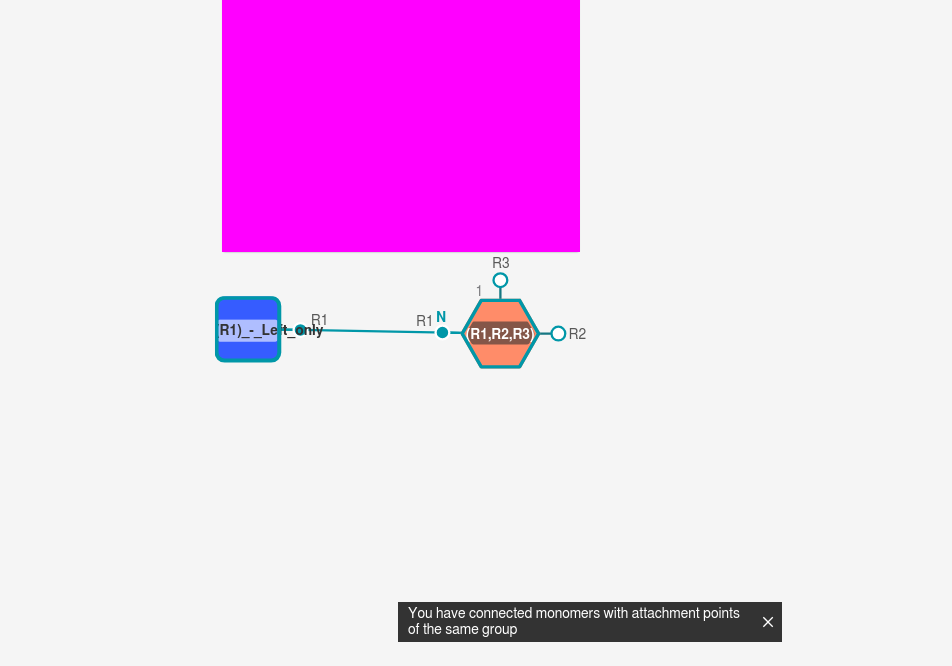 R3
1
R1)_-_Left_only
R1
R1
N
(R1,R2,R3)
R2
You have connected monomers with attachment points
of the same group